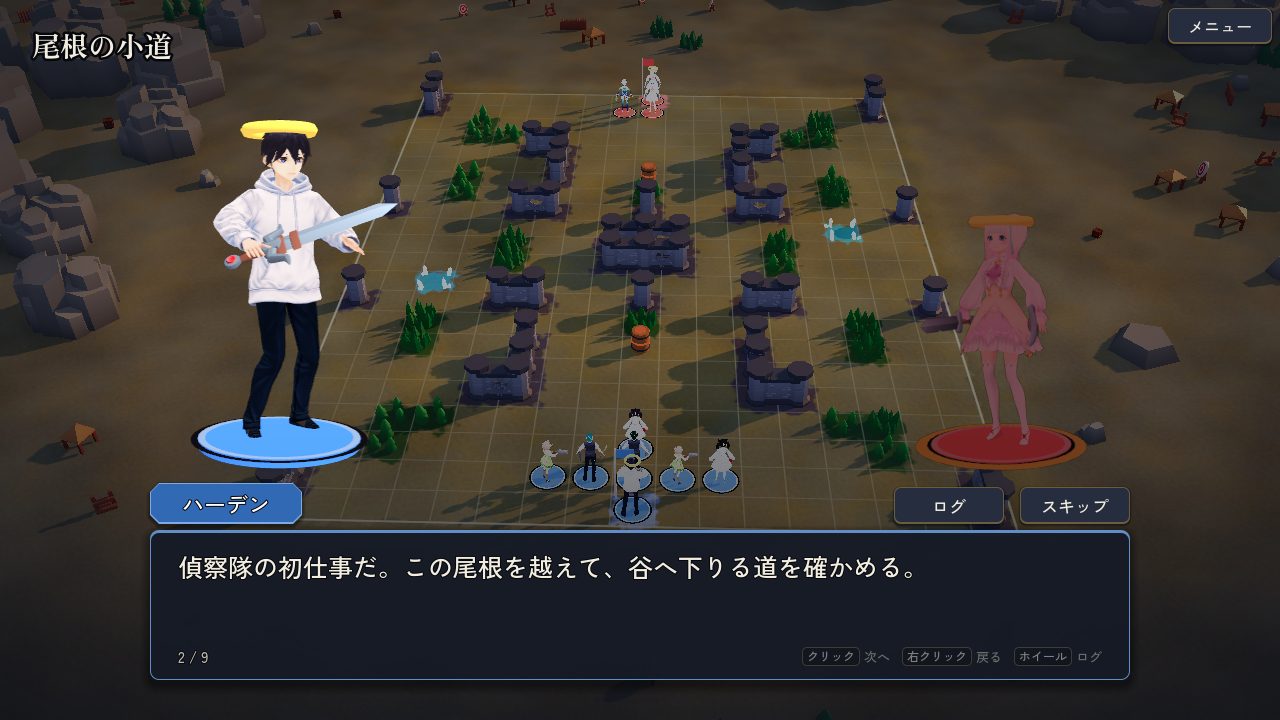 尾根の小道
メニュー
ハーデン
ログ
スキップ
偵察隊の初仕事だ。この尾根を越えて、谷へ下りる道を確かめる。
2 / 9
クリック 次へ 右クリック 戻る ホイール ログ